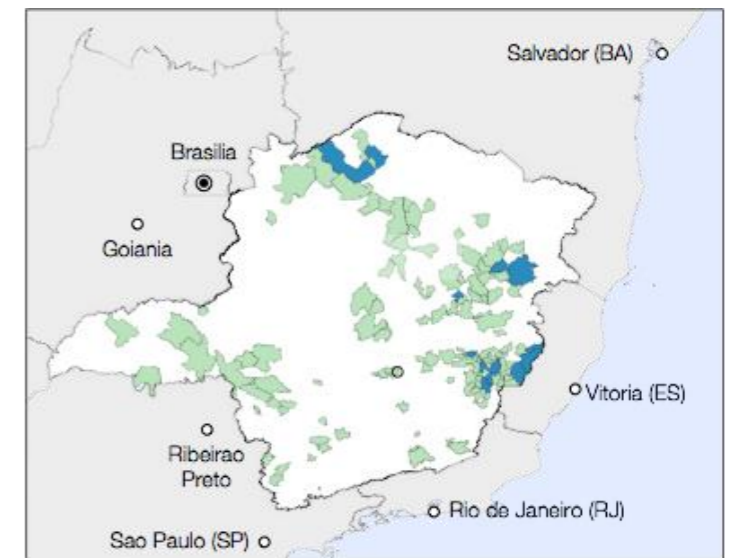 Salvador (BA)
Brasilia
Goiania
Vitoria (ES)
Ribeirao
Preto
Rio de Janeiro (RJ)
Sao Paulo (SP)